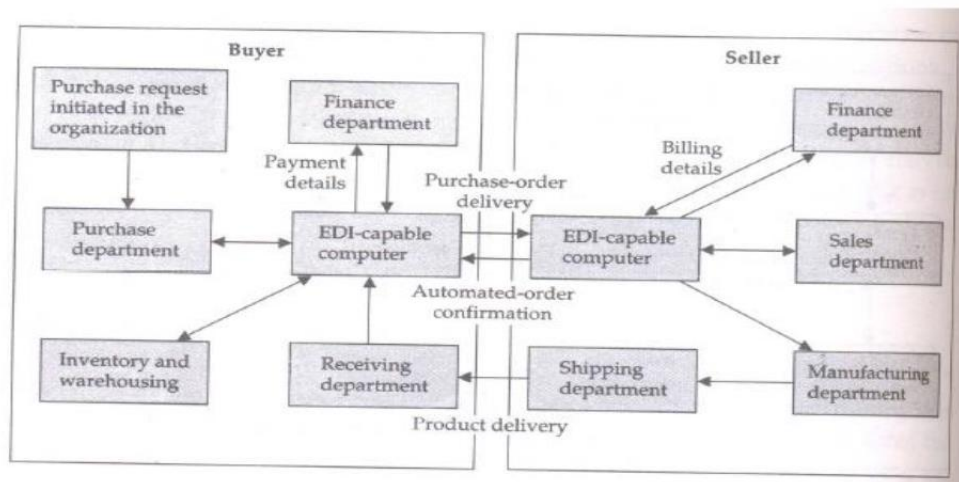 Buyer
Purchase request
initiated in the
organization
Finance
department
Payment
details
Purchase
department
EDI-capable
computer
Inventory and
warehousing
Receiving
department
Purchase-order
delivery
Automated-order
confirmation
Product delivery
Seller
Finance
department
Billing
details
EDI-capable
computer
Sales
department
Shipping
department
Manufacturing
department